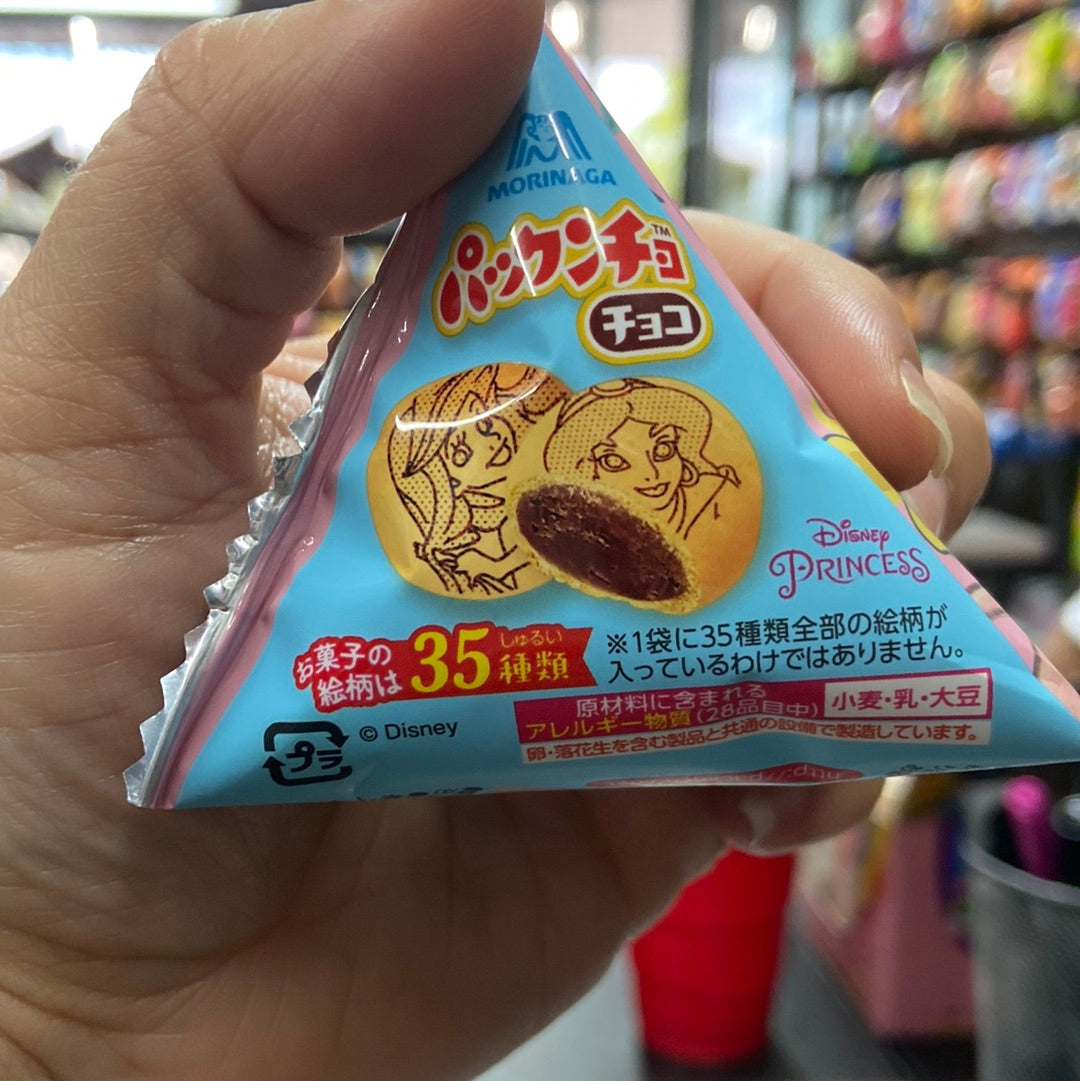 MORINAGA
パックンチョ™
チョコ
Disney
PRINCESS
お菓子の
絵柄は
35
しゅるい
種類
※1袋に35種類全部の絵柄が
入っているわけではありません。
原材料に含まれる
アレルギー物質(28品目中)
小麦・乳・大豆
卵・落花生を含む製品と共通の設備で製造しています。
プラ
© Disney